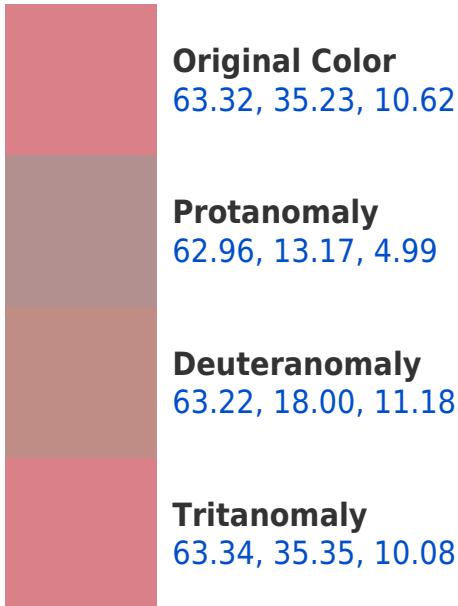 Original Color
63.32, 35.23, 10.62
Protanomaly
62.96, 13.17, 4.99
Deuteranomaly
63.22, 18.00, 11.18
Tritanomaly
63.34, 35.35, 10.08